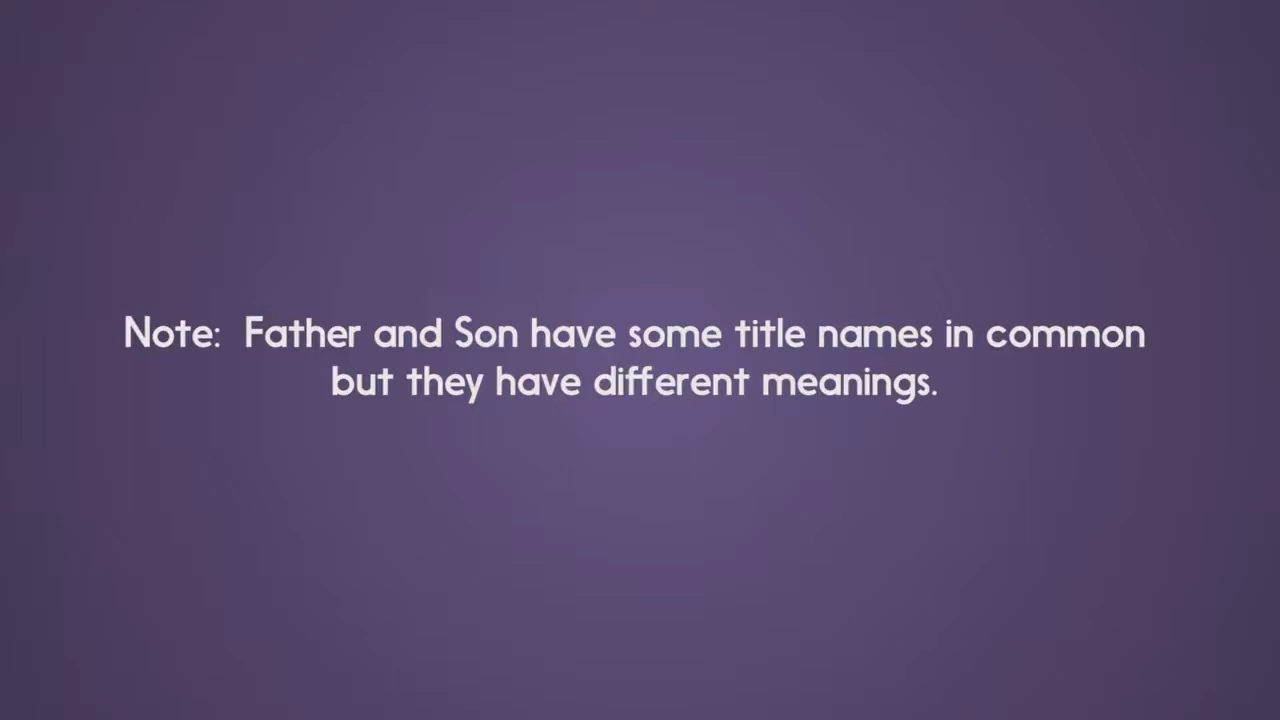 Note:  Father and Son have some title names in common
but they have different meanings.